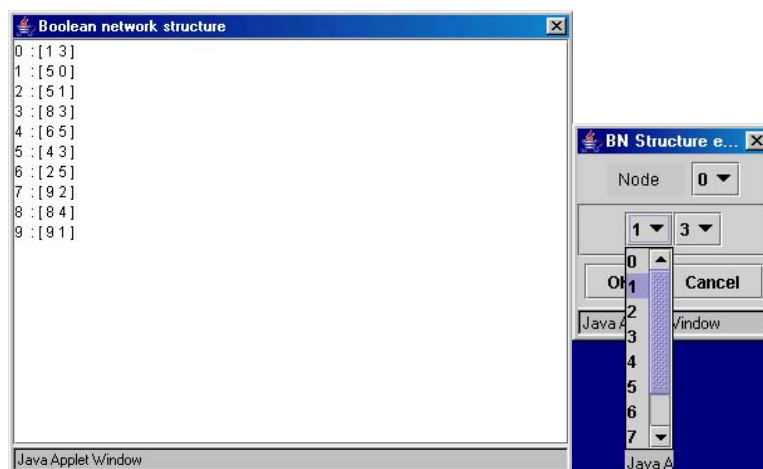 Boolean network structure
0 :[1 3]
1 :[5 0]
2 :[5 1]
3 :[8 3]
4 :[6 5]
5 :[4 3]
6 :[2 5]
7 :[9 2]
8 :[8 4]
9 :[9 1]
Java Applet Window
BN Structure e...
Node 0
1 3
0
1
2
3
4
5
6
7
Cancel
Java A
Window
Java A